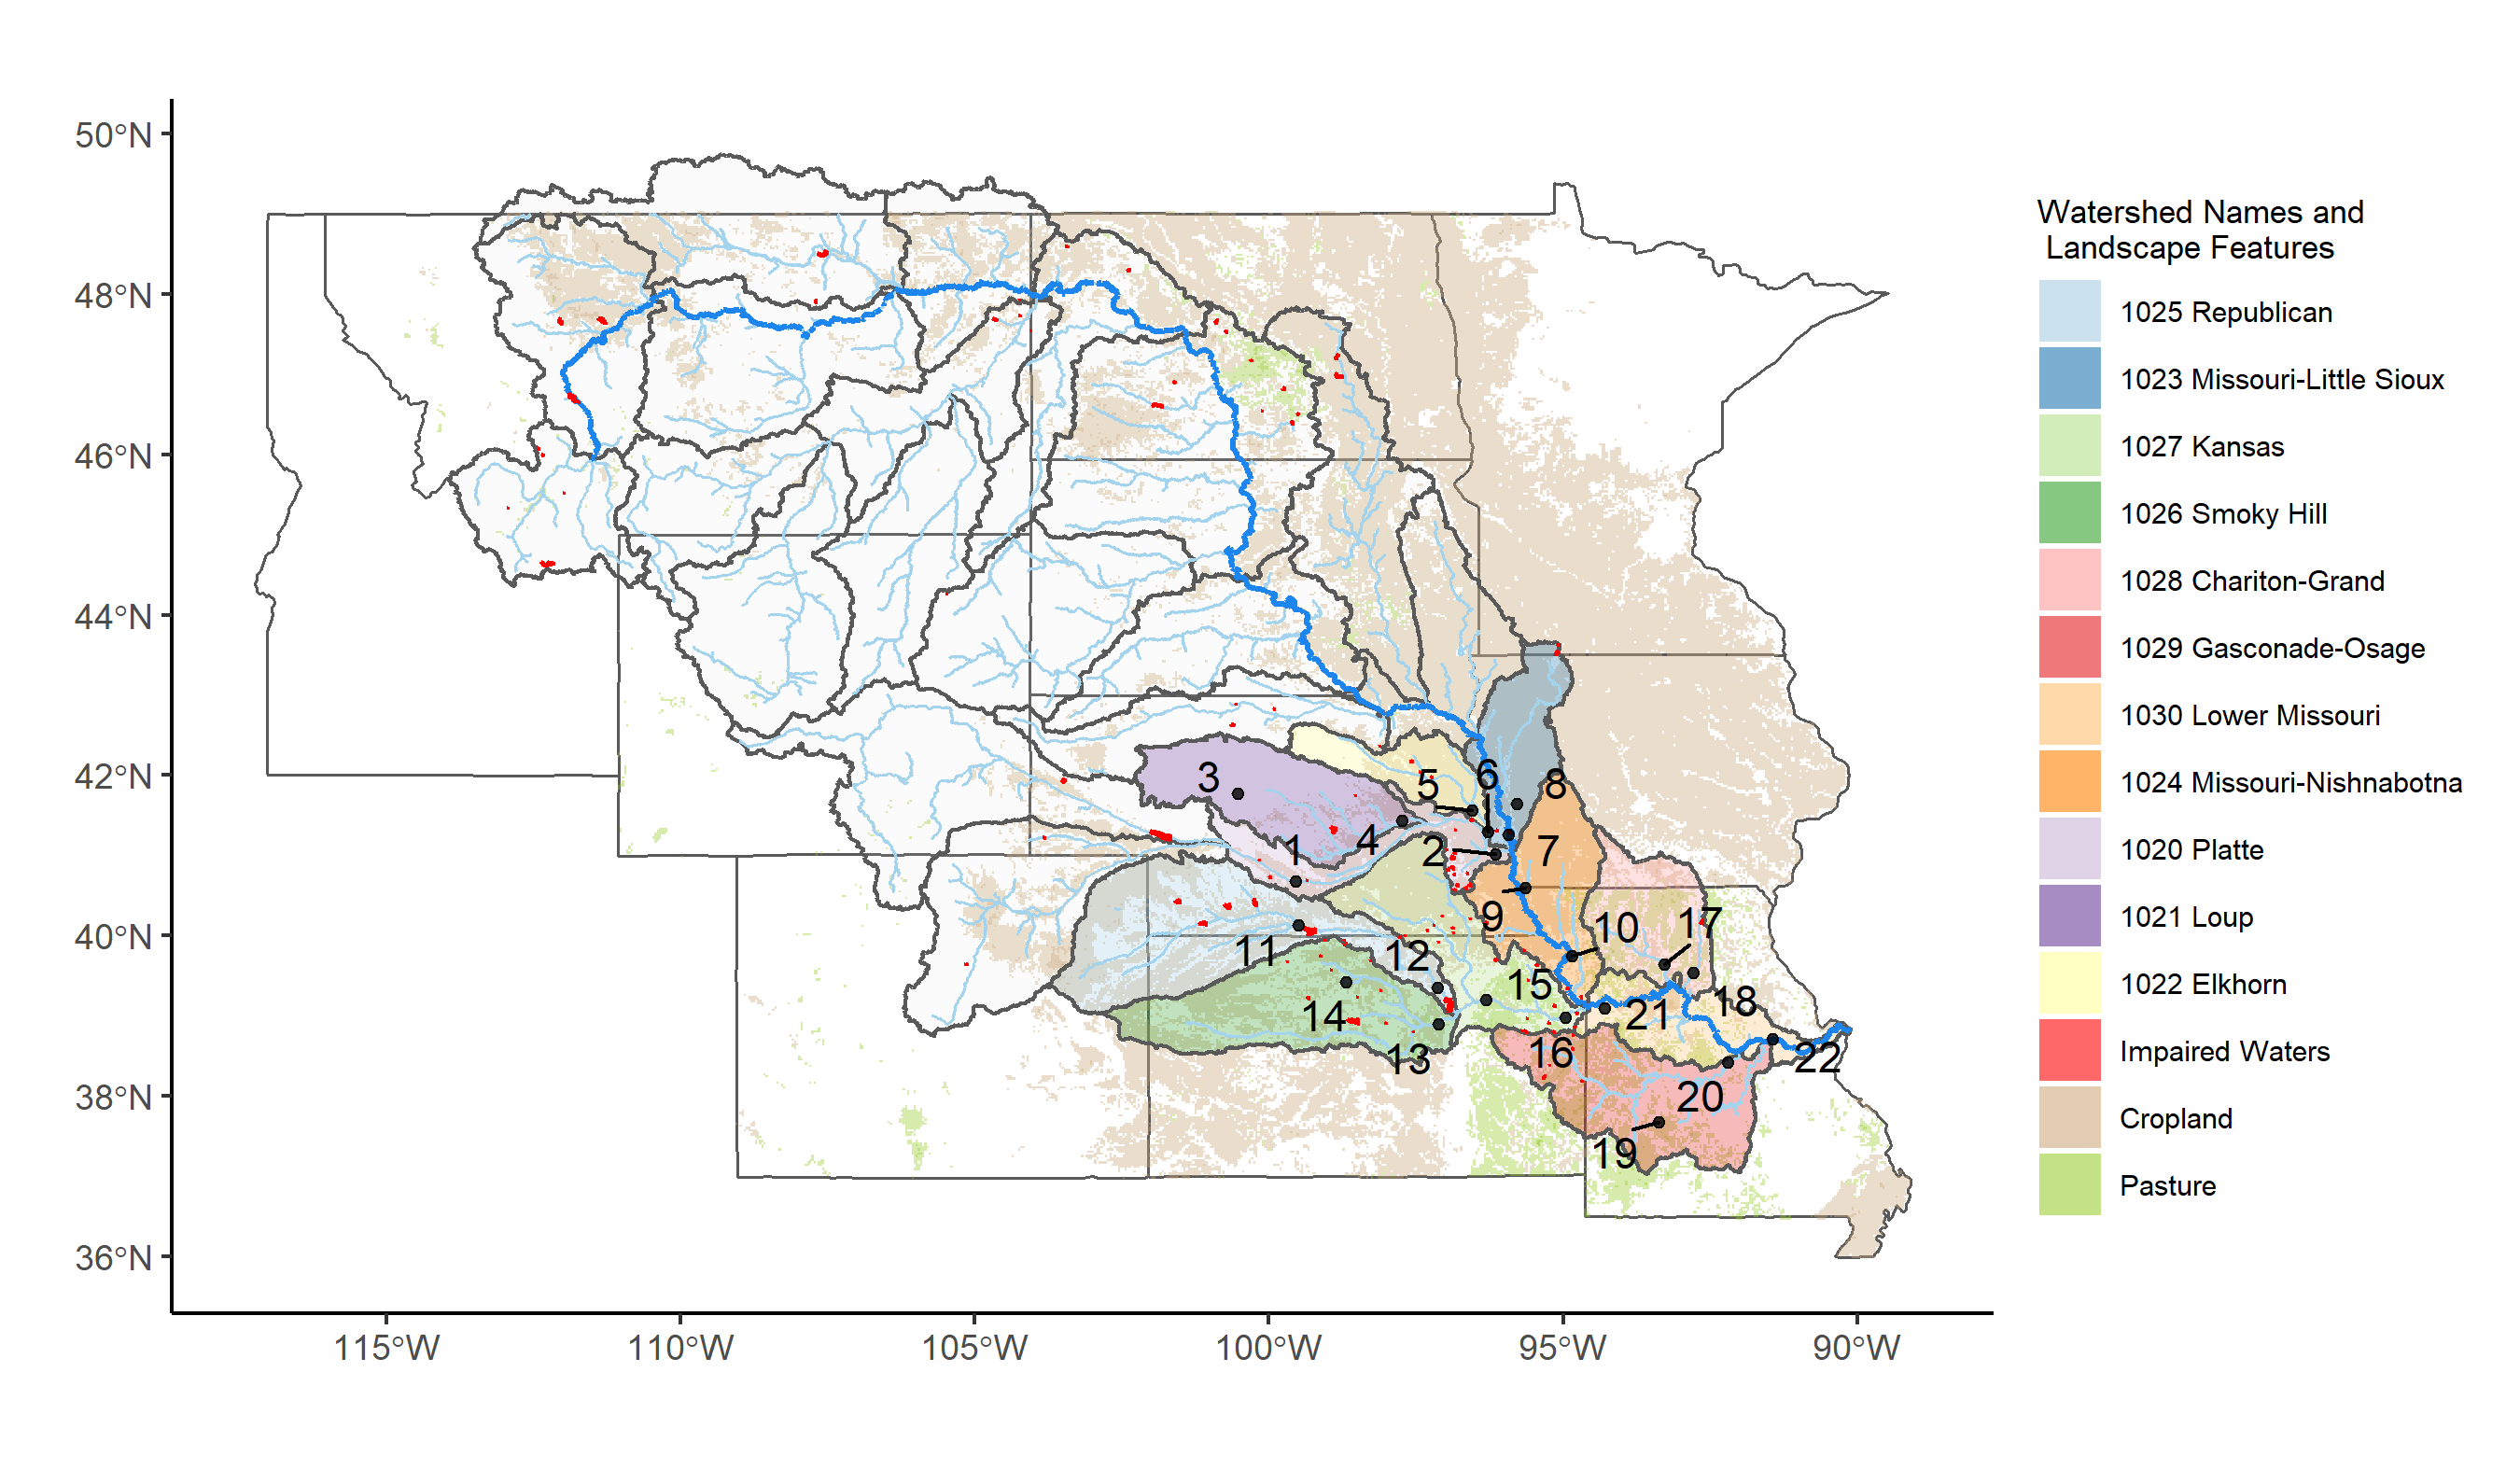 50°N
48°N
46°N
44°N
42°N
40°N
38°N
36°N
115°W
110°W
105°W
100°W
95°W
90°W
3
5
6
8
1
4
2
7
9
10
17
11
12
15
14
21
18
13
16
22
20
19
Watershed Names and
Landscape Features
1025 Republican
1023 Missouri-Little Sioux
1027 Kansas
1026 Smoky Hill
1028 Chariton-Grand
1029 Gasconade-Osage
1030 Lower Missouri
1024 Missouri-Nishnabotna
1020 Platte
1021 Loup
1022 Elkhorn
Impaired Waters
Cropland
Pasture